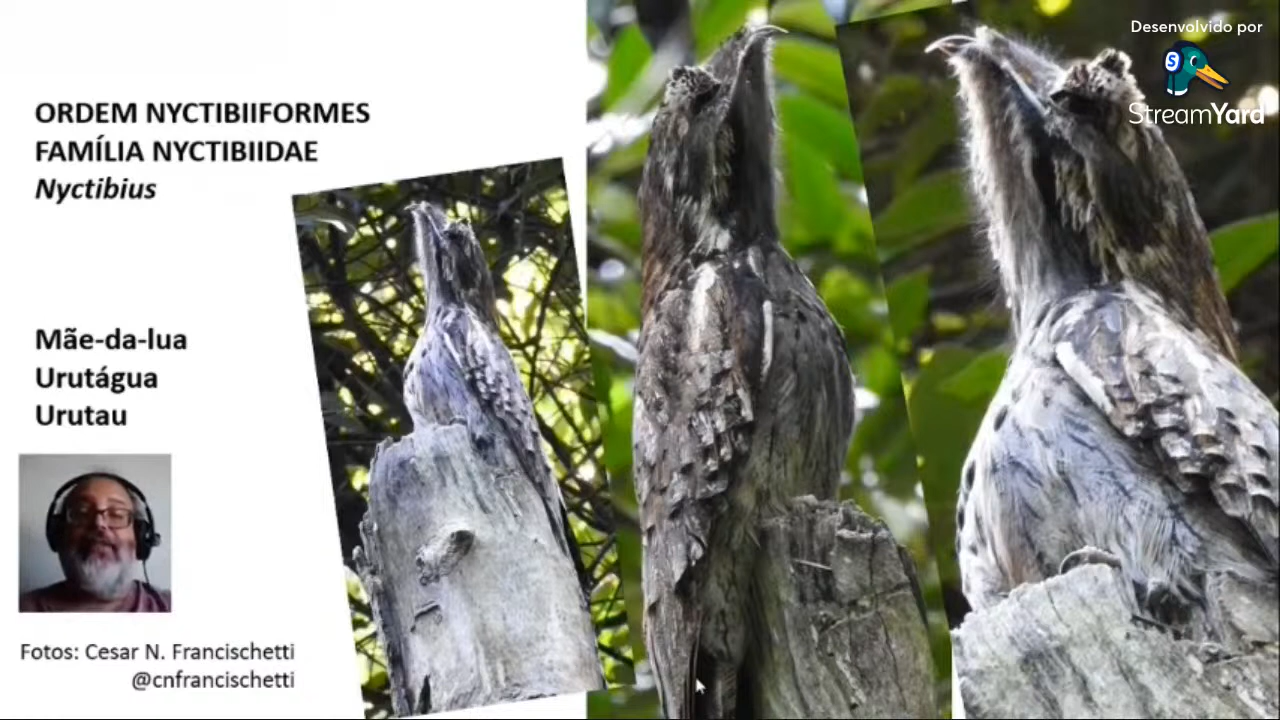 Desenvolvido por
StreamYard
ORDEM NYCTIBIIFORMES
FAMÍLIA NYCTIBIIDAE
Nyctibius
Mãe-da-lua
Urutágua
Urutau
Fotos: Cesar N. Francischetti
@cnfrancischetti